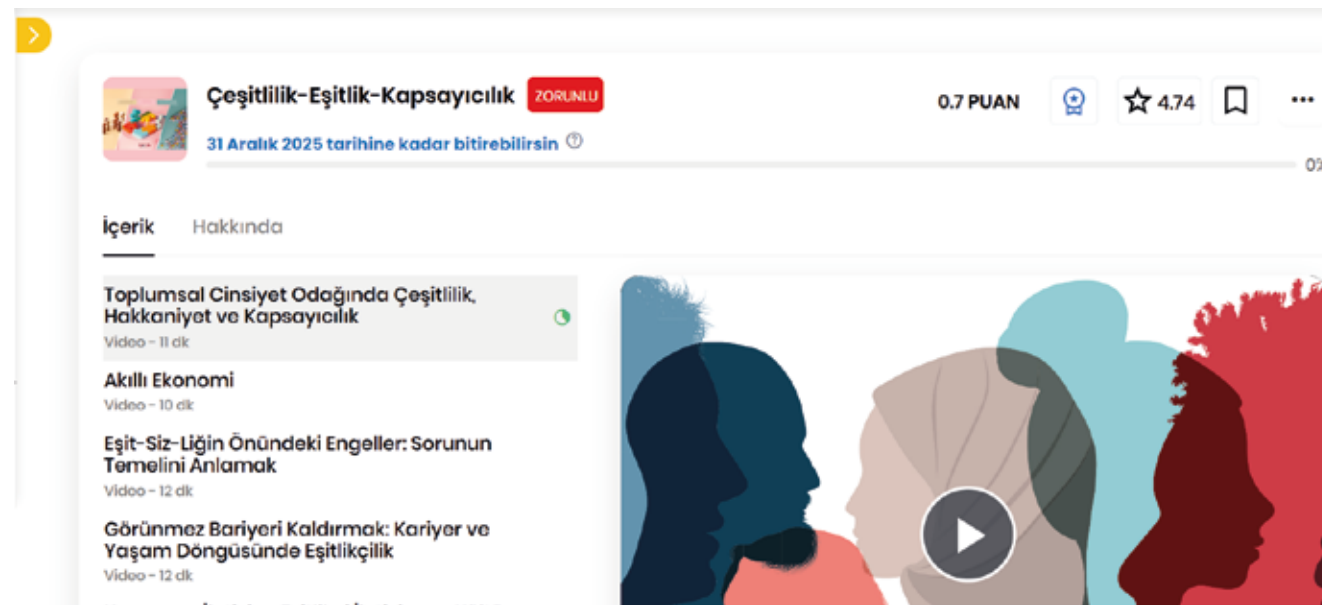 Çeşitlilik-Eşitlik-Kapsayıcılık ZORUNLU
0.7 PUAN 4.74
31 Aralık 2025 tarihine kadar bitirebilirsin
0%
İçerik Hakkında
Toplumsal Cinsiyet Odağında Çeşitlilik,
Hakkaniyet ve Kapsayıcılık
Video - 11 dk
Akıllı Ekonomi
Video - 10 dk
Eşit-Siz-Liğin Önündeki Engeller: Sorunun
Temelini Anlamak
Video - 12 dk
Görünmez Bariyeri Kaldırmak: Kariyer ve
Yaşam Döngüsünde Eşitlikçilik
Video - 12 dk